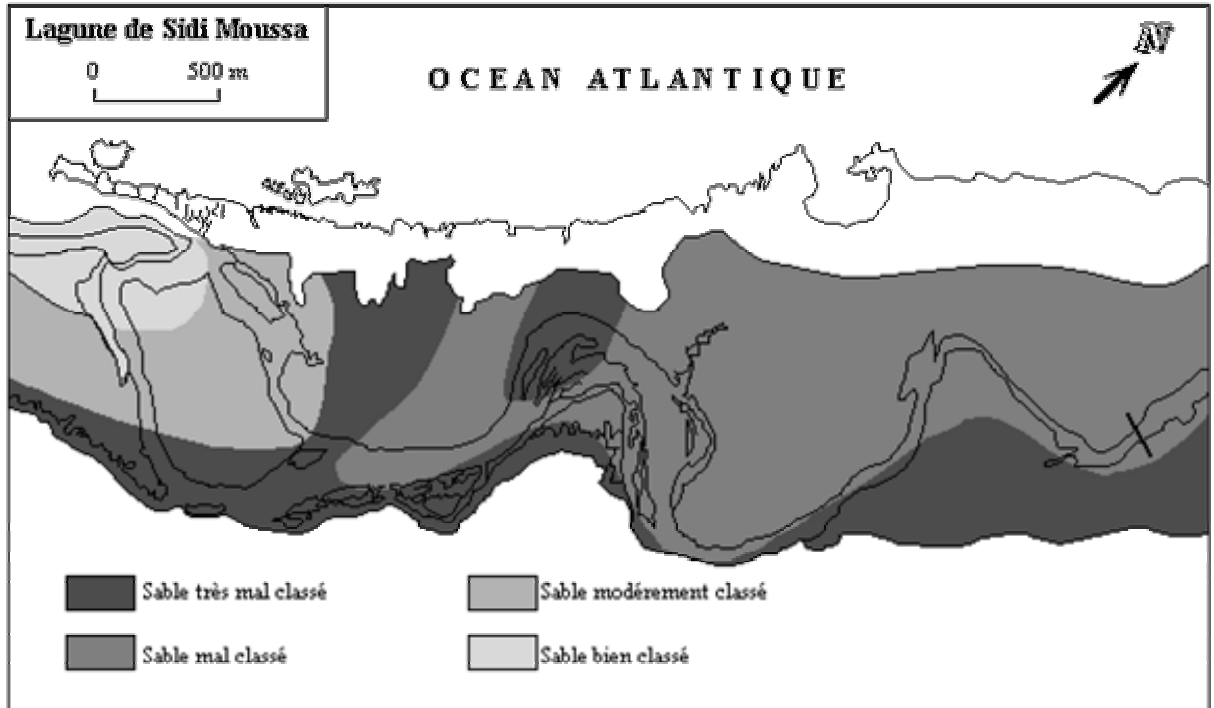 Lagune de Sidi Moussa
0 500 m
OCEAN ATLANTIQUE
N
Sable très mal classé
Sable modérement classé
Sable mal classé
Sable bien classé